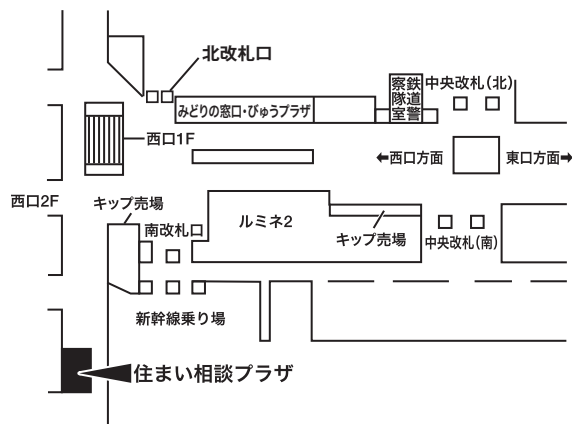 北改札口
みどりの窓口・びゅうプラザ
鉄道警察隊室
中央改札（北）
西口1F
←西口方面
東口方面→
西口2F
キップ売場
南改札口
ルミネ2
キップ売場
中央改札（南）
新幹線乗り場
住まい相談プラザ